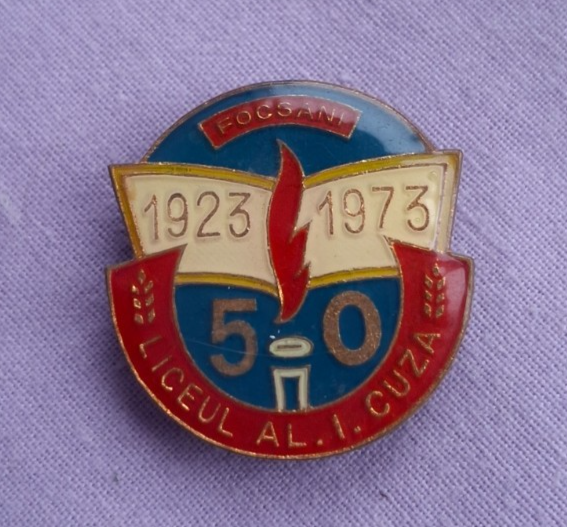 FOCSANI
1923 1973
50
LICEUL AL. I. CUZA